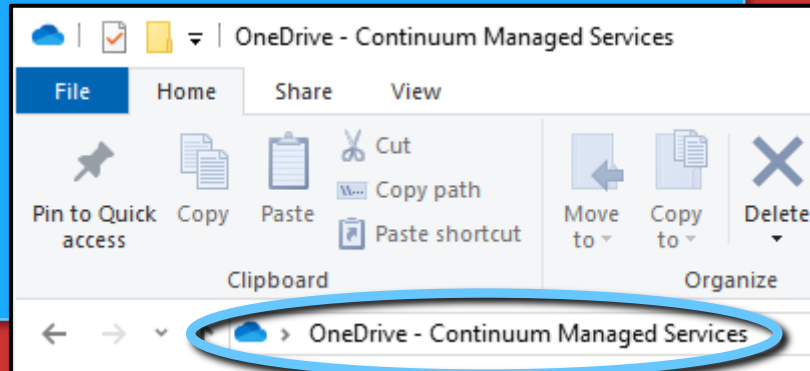 OneDrive - Continuum Managed Services
File Home Share View
Pin to Quick access
Copy
Paste
Cut
Copy path
Paste shortcut
Move to
Copy to
Delete
Clipboard
Organize
OneDrive - Continuum Managed Services